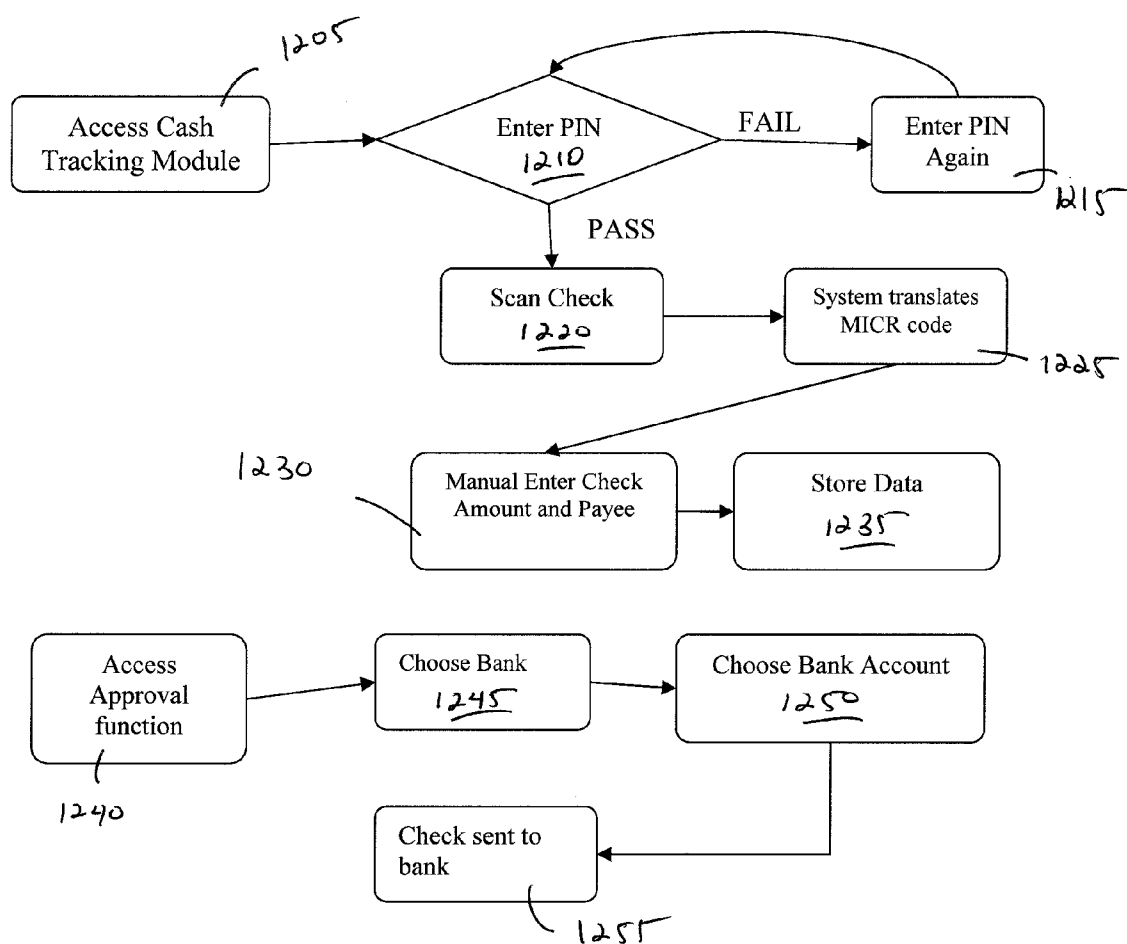 1205
Access Cash
Tracking Module
Enter PIN
1210
FAIL
Enter PIN
Again
1215
PASS
Scan Check
1220
System translates
MICR code
1225
1230
Manual Enter Check
Amount and Payee
Store Data
1235
Access
Approval
function
1240
Choose Bank
1245
Choose Bank Account
1250
Check sent to
bank
1255